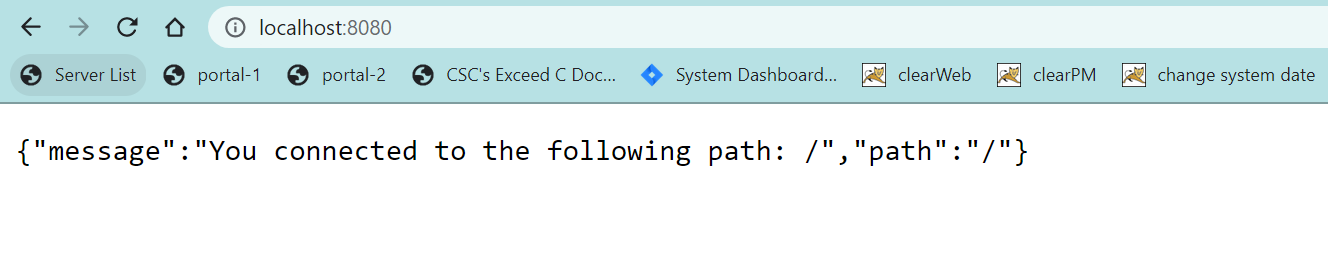 localhost:8080
Server List portal-1 portal-2 CSC's Exceed C Doc... System Dashboard... clearWeb clearPM change system date
{"message":"You connected to the following path: /","path":"/"}